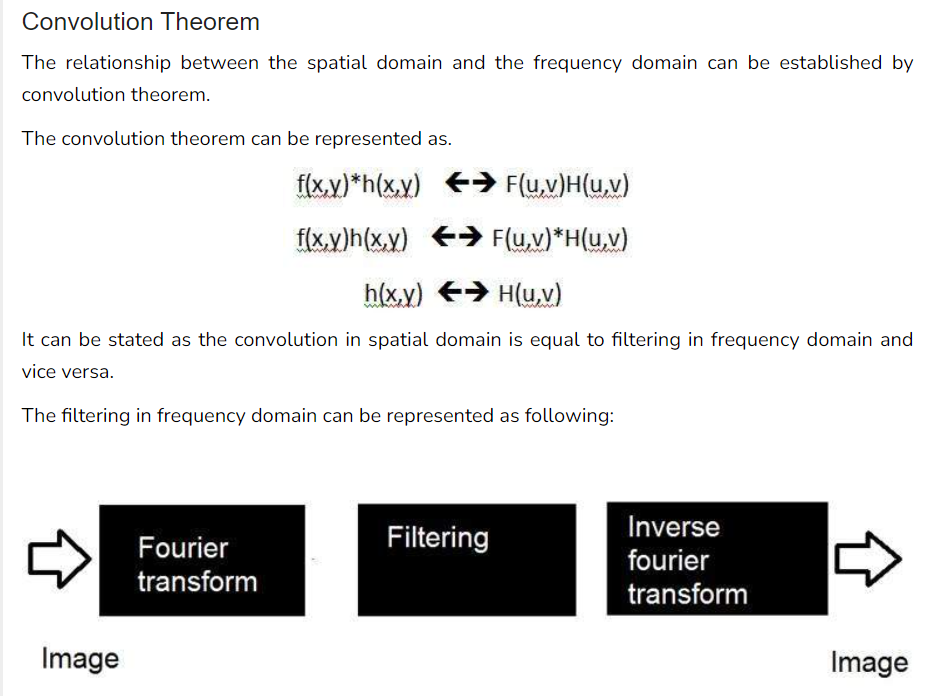 Convolution Theorem
The relationship between the spatial domain and the frequency domain can be established by
convolution theorem.
The convolution theorem can be represented as.
f(x,y)*h(x,y) ←→ F(u,v)H(u,v)
f(x,y)h(x,y) ←→ F(u,v)*H(u,v)
h(x,y) ←→ H(u,v)
It can be stated as the convolution in spatial domain is equal to filtering in frequency domain and
vice versa.
The filtering in frequency domain can be represented as following:
Fourier
transform
Filtering
Inverse
fourier
transform
Image
Image